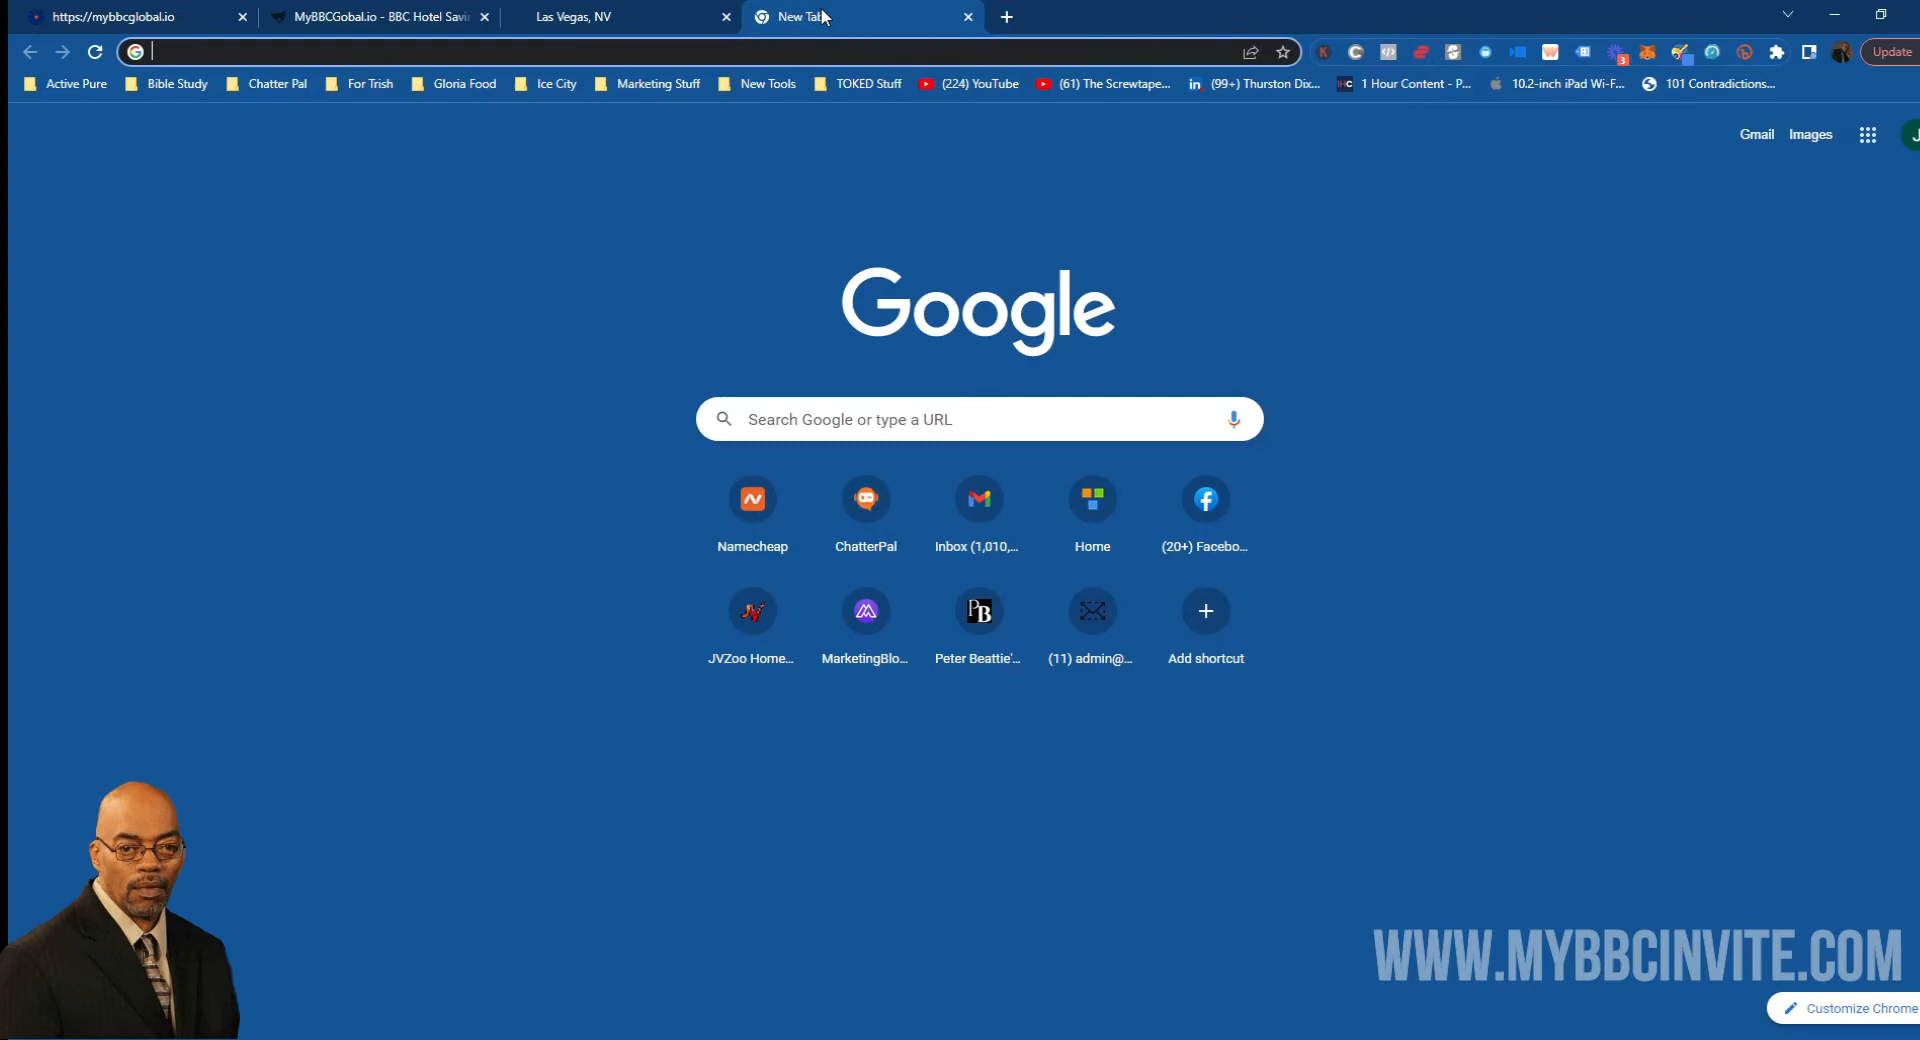 https://mybbcglobal.io
MyBBCGobal.io - BBC Hotel Savi
Las Vegas, NV
New Tab
Update
Active Pure
Bible Study
Chatter Pal
For Trish
Gloria Food
Ice City
Marketing Stuff
New Tools
TOKED Stuff
(224) YouTube
(61) The Screwtape...
(99+) Thurston Dix...
1 Hour Content - P...
10.2-inch iPad Wi-F...
101 Contradictions...
Gmail
Images
J
Google
Search Google or type a URL
Namecheap
ChatterPal
Inbox (1,010,...
Home
(20+) Facebo...
JVZoo Home...
MarketingBlo...
Peter Beattie'...
(11) admin@...
Add shortcut
WWW.MYBBCINVITE.COM
Customize Chrome